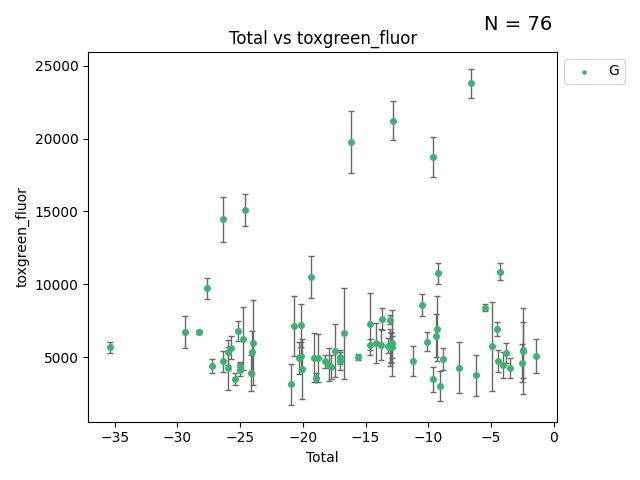 N = 76
Total vs toxgreen_fluor
G
toxgreen_fluor
25000
20000
15000
10000
5000
−35 −30 −25 −20 −15 −10 −5 0
Total